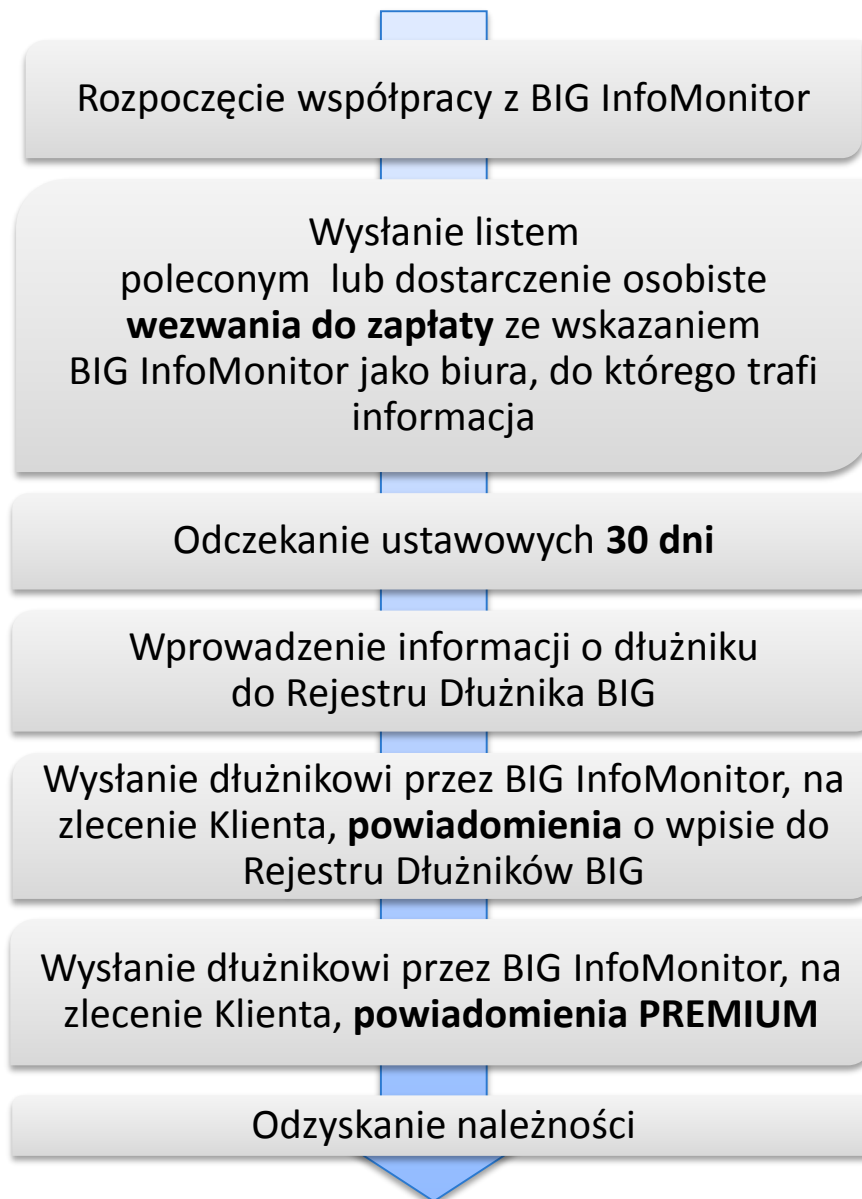 Rozpoczęcie współpracy z BIG InfoMonitor
Wysłanie listem
poleconym lub dostarczenie osobiste
wezwania do zapłaty ze wskazaniem
BIG InfoMonitor jako biura, do którego trafi
informacja
Odczekanie ustawowych 30 dni
Wprowadzenie informacji o dłużniku
do Rejestru Dłużnika BIG
Wysłanie dłużnikowi przez BIG InfoMonitor, na
zlecenie Klienta, powiadomienia o wpisie do
Rejestru Dłużników BIG
Wysłanie dłużnikowi przez BIG InfoMonitor, na
zlecenie Klienta, powiadomienia PREMIUM
Odzyskanie należności